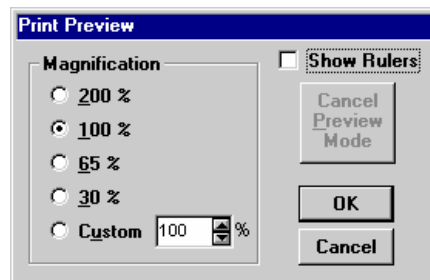 Print Preview
Magnification
200 %
100 %
65 %
30 %
Custom 100 %
Show Rulers
Cancel
Preview
Mode
OK
Cancel